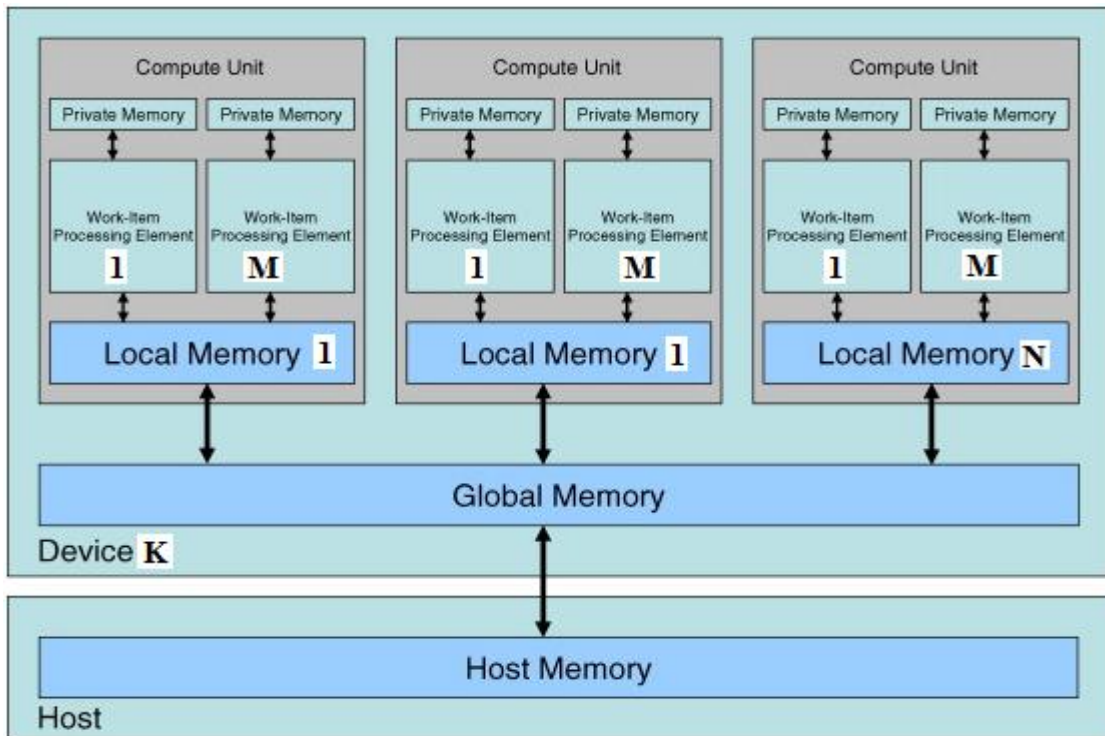 Compute Unit
Compute Unit
Compute Unit
Private Memory
Private Memory
Private Memory
Private Memory
Private Memory
Private Memory
Work-Item
Processing Element
1
Work-Item
Processing Element
M
Work-Item
Processing Element
1
Work-Item
Processing Element
M
Work-Item
Processing Element
1
Work-Item
Processing Element
M
Local Memory 1
Local Memory 1
Local Memory N
Global Memory
Device K
Host Memory
Host